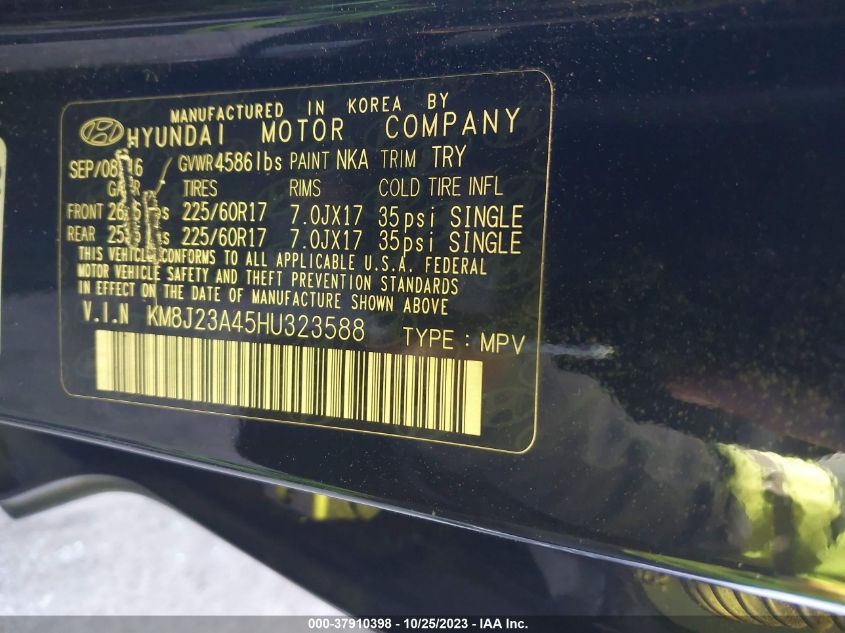 MANUFACTURED IN KOREA BY
HYUNDAI MOTOR COMPANY
GVWR 4586lbs PAINT NKA TRIM TRY
TIRES RIMS COLD TIRE INFL
FRONT 225/60R17 7.0JX17 35psi SINGLE
REAR 225/60R17 7.0JX17 35psi SINGLE
THIS VEHICLE CONFORMS TO ALL APPLICABLE U.S.A. FEDERAL
MOTOR VEHICLE SAFETY AND THEFT PREVENTION STANDARDS
IN EFFECT ON THE DATE OF MANUFACTURE SHOWN ABOVE
V.I.N KM8J23A45HU323588 TYPE : MPV
000-37910398 - 10/25/2023 - IAA Inc.